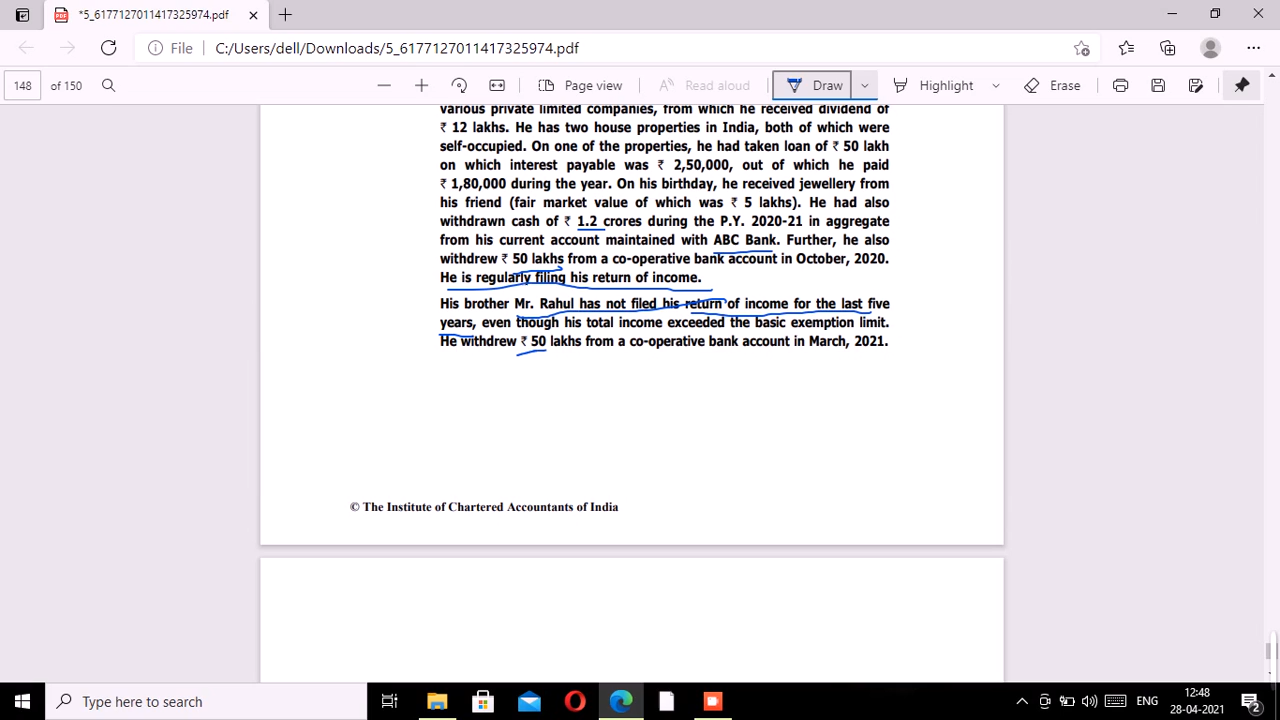 *5_6177127011417325974.pdf
File
C:/Users/dell/Downloads/5_6177127011417325974.pdf
148 of 150
Page view
Read aloud
Draw
Highlight
Erase
various private limited companies, from which he received dividend of
₹ 12 lakhs. He has two house properties in India, both of which were
self-occupied. On one of the properties, he had taken loan of ₹ 50 lakh
on which interest payable was ₹ 2,50,000, out of which he paid
₹ 1,80,000 during the year. On his birthday, he received jewellery from
his friend (fair market value of which was ₹ 5 lakhs). He had also
withdrawn cash of ₹ 1.2 crores during the P.Y. 2020-21 in aggregate
from his current account maintained with ABC Bank. Further, he also
withdrew ₹ 50 lakhs from a co-operative bank account in October, 2020.
He is regularly filing his return of income.
His brother Mr. Rahul has not filed his return of income for the last five
years, even though his total income exceeded the basic exemption limit.
He withdrew ₹ 50 lakhs from a co-operative bank account in March, 2021.
© The Institute of Chartered Accountants of India
Type here to search
ENG
12:48
28-04-2021
2